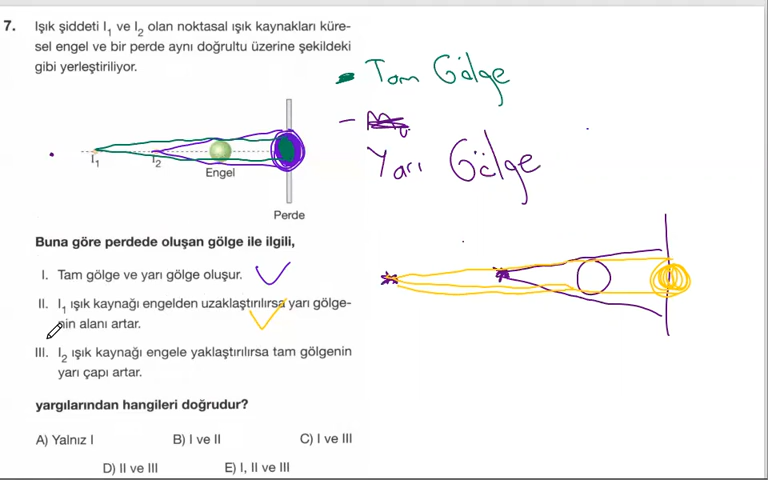 7. Işık şiddeti I₁ ve I₂ olan noktasal ışık kaynakları küre-
sel engel ve bir perde aynı doğrultu üzerine şekildeki
gibi yerleştiriliyor.
- Tam Gölge
-
Yarı Gölge
I₁ I₂ Engel
Perde
Buna göre perdede oluşan gölge ile ilgili,
I. Tam gölge ve yarı gölge oluşur.
II. I₁ ışık kaynağı engelden uzaklaştırılırsa yarı gölge-
nin alanı artar.
III. I₂ ışık kaynağı engele yaklaştırılırsa tam gölgenin
yarı çapı artar.
yargılarından hangileri doğrudur?
A) Yalnız I B) I ve II C) I ve III
D) II ve III E) I, II ve III